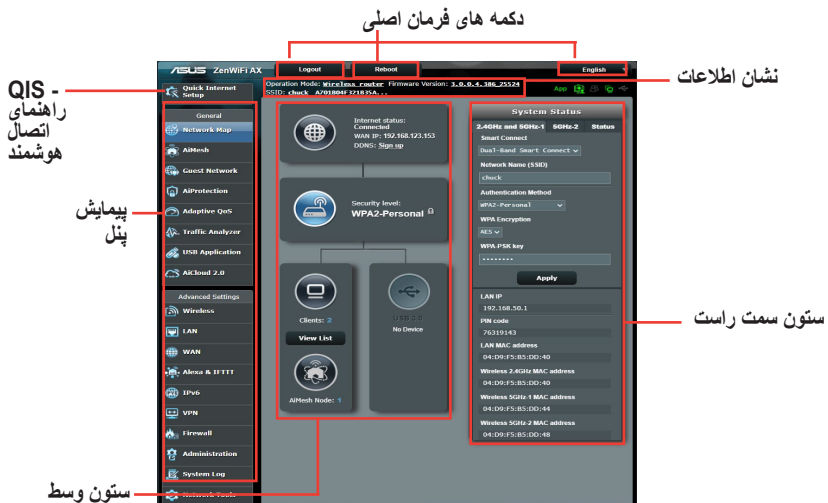 دکمه های فرمان اصلی
نشان اطلاعات
QIS - راهنمای اتصال هوشمند
پیمایش پنل
ستون سمت راست
ستون وسط
ASUS ZenWiFi AX
Logout
Reboot
English
Operation Mode: Wireless router Firmware Version: 3.0.0.4.386_25524
SSID: chuck A701B04F321B35A...
App
Quick Internet Setup
General
Network Map
AiMesh
Guest Network
AiProtection
Adaptive QoS
Traffic Analyzer
USB Application
AiCloud 2.0
Advanced Settings
Wireless
LAN
WAN
Alexa & IFTTT
IPv6
VPN
Firewall
Administration
System Log
Network Tools
Internet status:
Connected
WAN IP: 192.168.123.153
DDNS: Sign up
Security level:
WPA2-Personal
Clients: 2
View List
AiMesh Node: 1
USB 3.0
No Device
System Status
2.4GHz and 5GHz-1 5GHz-2 Status
Smart Connect
Dual-Band Smart Connect
Network Name (SSID)
chuck
Authentication Method
WPA2-Personal
WPA Encryption
AES
WPA-PSK key
••••••••
Apply
LAN IP
192.168.50.1
PIN code
76319143
LAN MAC address
04:D9:F5:B5:DD:40
Wireless 2.4GHz MAC address
04:D9:F5:B5:DD:40
Wireless 5GHz-1 MAC address
04:D9:F5:B5:DD:44
Wireless 5GHz-2 MAC address
04:D9:F5:B5:DD:48